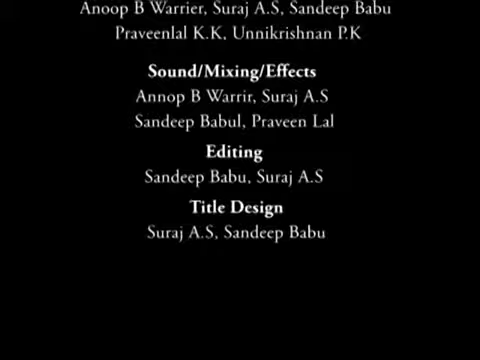 Anoop B Warrier, Suraj A.S, Sandeep Babu
Praveenlal K.K, Unnikrishnan P.K
Sound/Mixing/Effects
Annop B Warrir, Suraj A.S
Sandeep Babul, Praveen Lal
Editing
Sandeep Babu, Suraj A.S
Title Design
Suraj A.S, Sandeep Babu